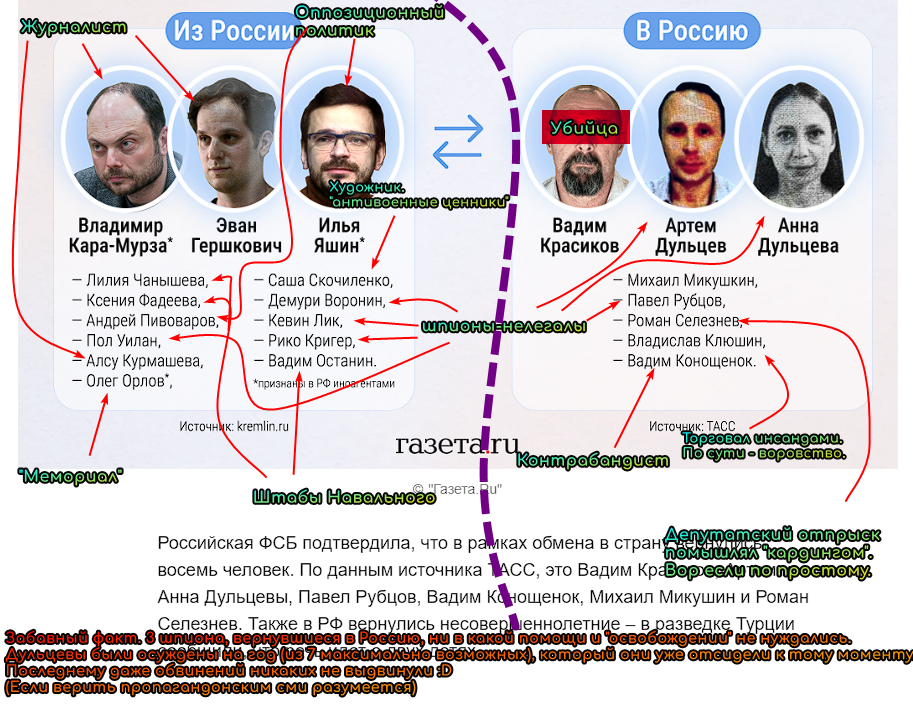 Журналист
Оппозиционный
политик
Из России
В Россию
Убийца
Художник.
"антивоенные ценники"
Владимир
Кара-Мурза*
Эван
Гершкович
Илья
Яшин*
Вадим
Красиков
Артем
Дульцев
Анна
Дульцева
– Лилия Чанышева,
– Ксения Фадеева,
– Андрей Пивоваров,
– Пол Уилан,
– Алсу Курмашева,
– Олег Орлов*,
– Саша Скочиленко,
– Демури Воронин,
– Кевин Лик,
– Рико Кригер,
– Вадим Останин.
*признаны в РФ иноагентами
шпионы-нелегалы
– Михаил Микушкин,
– Павел Рубцов,
– Роман Селезнев,
– Владислав Клюшин,
– Вадим Конощенок.
Источник: kremlin.ru
Источник: ТАСС
газета.ru
Торговал инсандами.
По сути - воровство.
Контрабандист
"Мемориал"
Штабы Навального
© "Газета.Ru"
Депутатский отпрыск
помышлял "кардингом".
Вор если по простому.
Российская ФСБ подтвердила, что в рамках обмена в страну вернулись
восемь человек. По данным источника ТАСС, это Вадим
Анна Дульцевы, Павел Рубцов, Вадим Конощенок, Михаил Микушин и Роман
Селезнев. Также в РФ вернулись несовершеннолетние – в разведке Турции
Забавный факт. 3 шпиона, вернувшиеся в Россию, ни в какой помощи и "освобождении" не нуждались.
Дульцевы были осуждены на год (из 7 максимально возможных), который они уже отсидели к тому моменту
Последнему даже обвинений никаких не выдвинули :D
(Если верить пропагандонским сми разумеется)